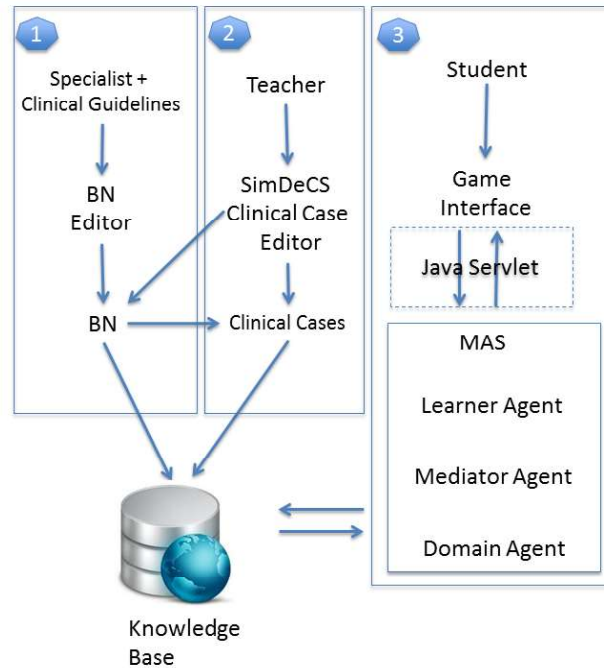 1
Specialist +
Clinical Guidelines
BN
Editor
BN
2
Teacher
SimDeCS
Clinical Case
Editor
Clinical Cases
3
Student
Game
Interface
Java Servlet
MAS
Learner Agent
Mediator Agent
Domain Agent
Knowledge
Base